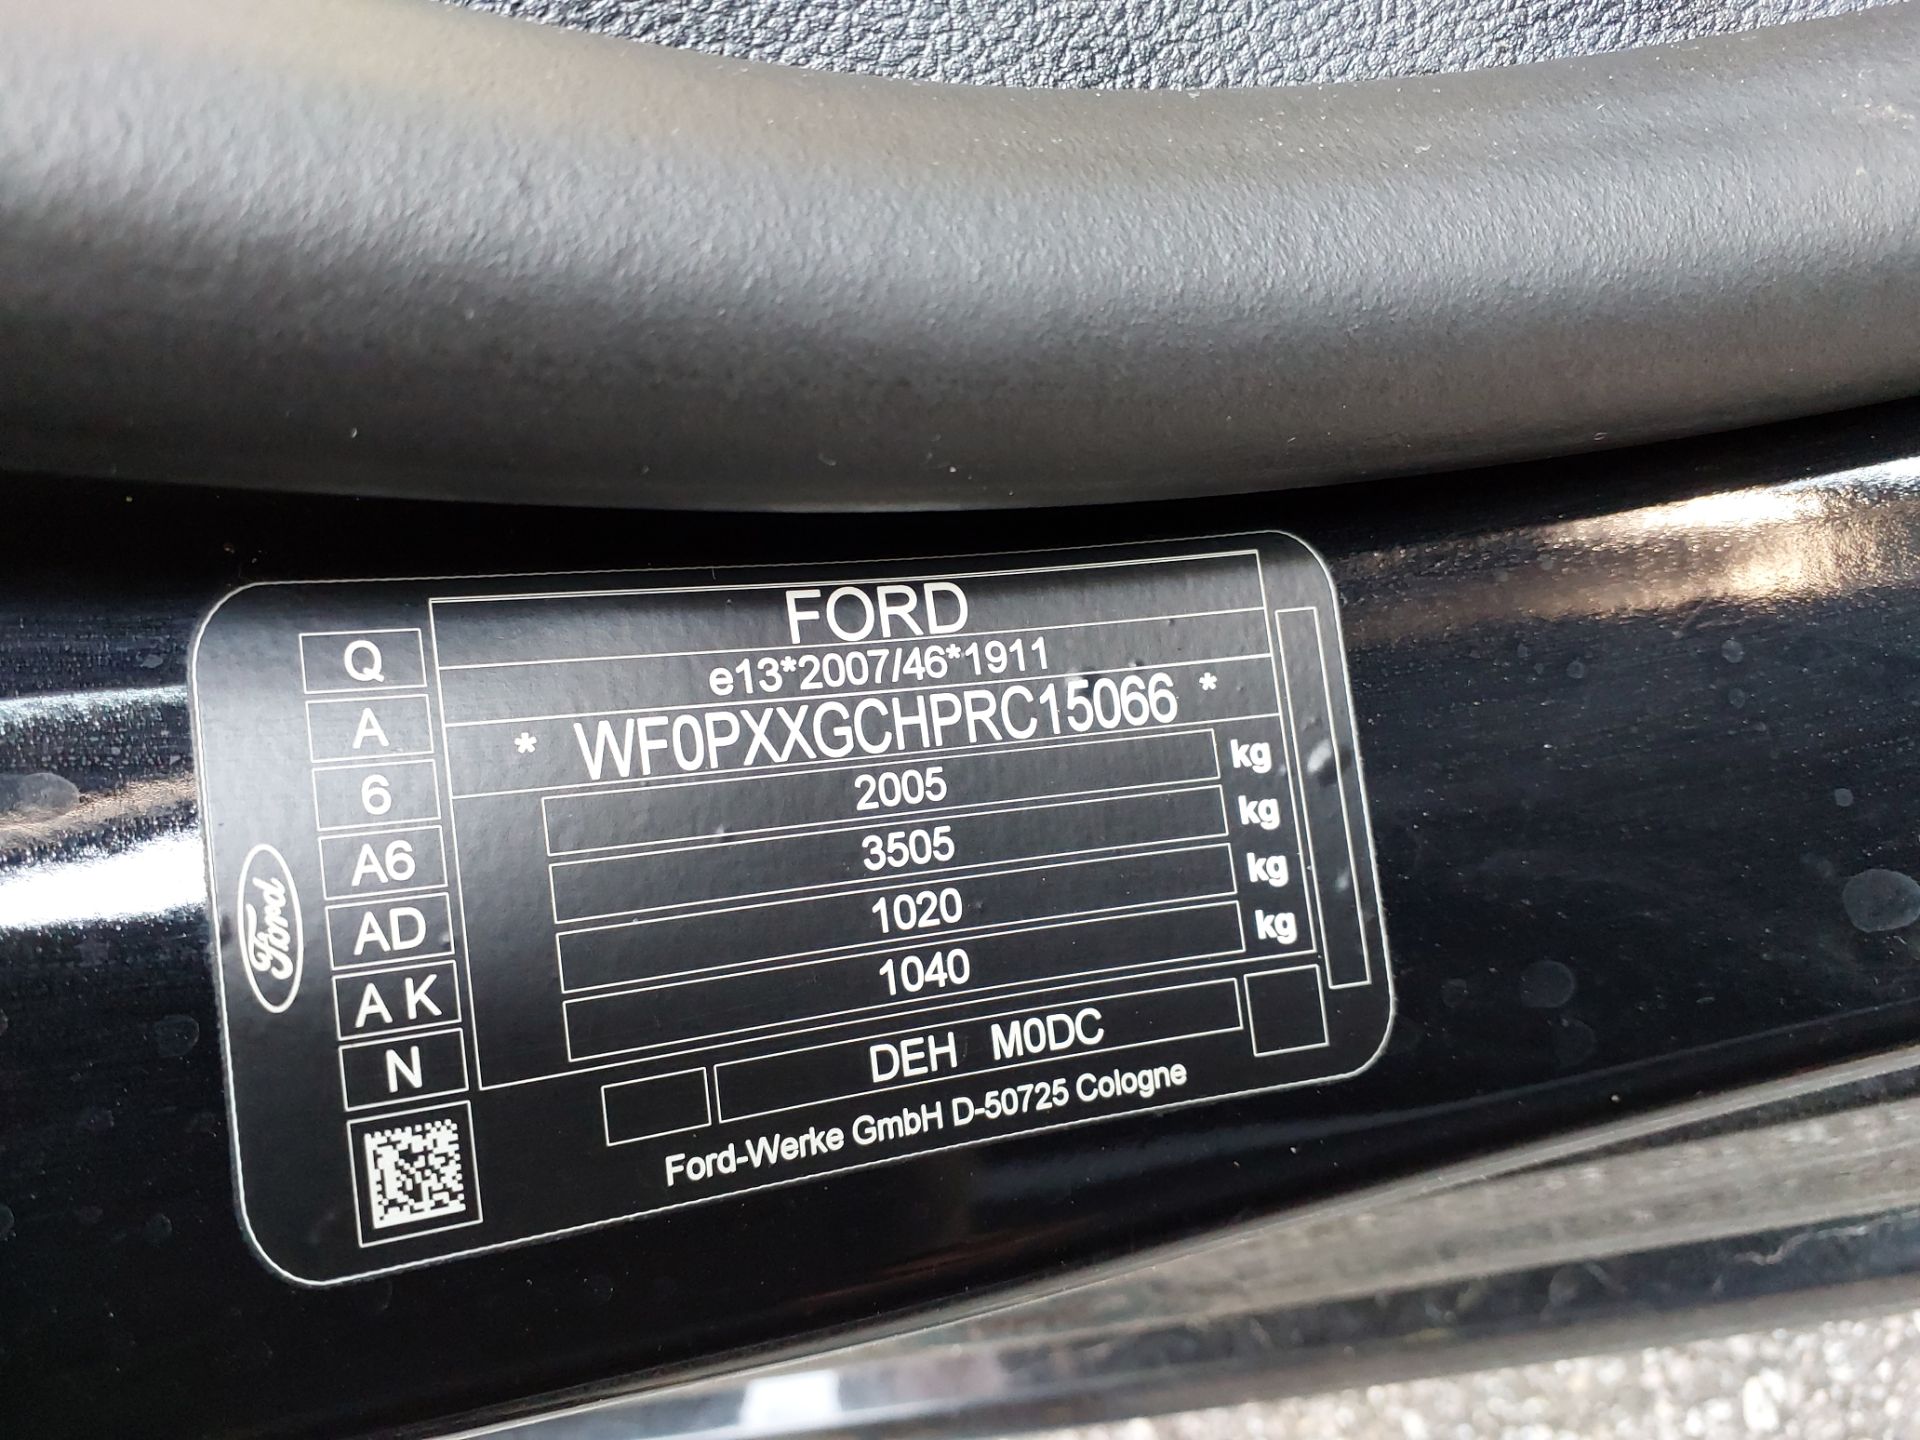 FORD
e13*2007/46*1911
* WF0PXXGCHPRC15066 *
2005 kg
3505 kg
1020 kg
1040 kg
DEH M0DC
Ford-Werke GmbH D-50725 Cologne
Q
A
6
A6
AD
A K
N
Ford